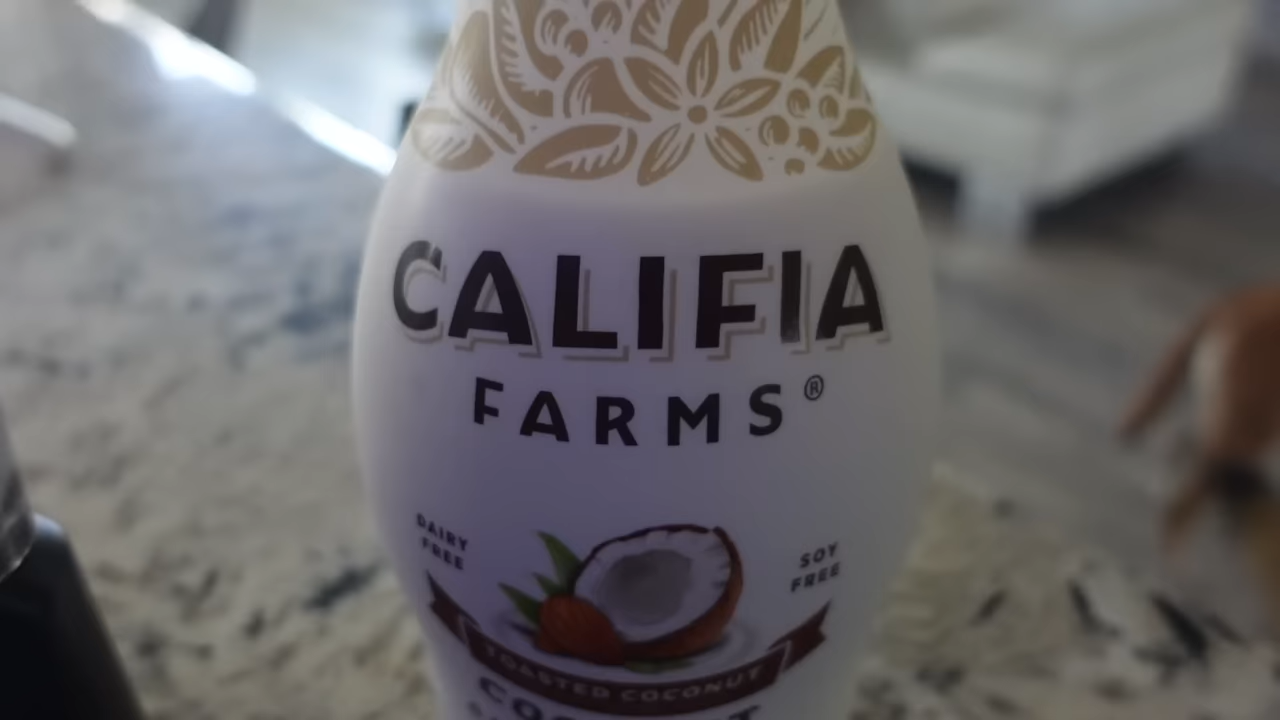 CALIFIA
FARMS®
DAIRY
FREE
SOY
FREE
TOASTED COCONUT